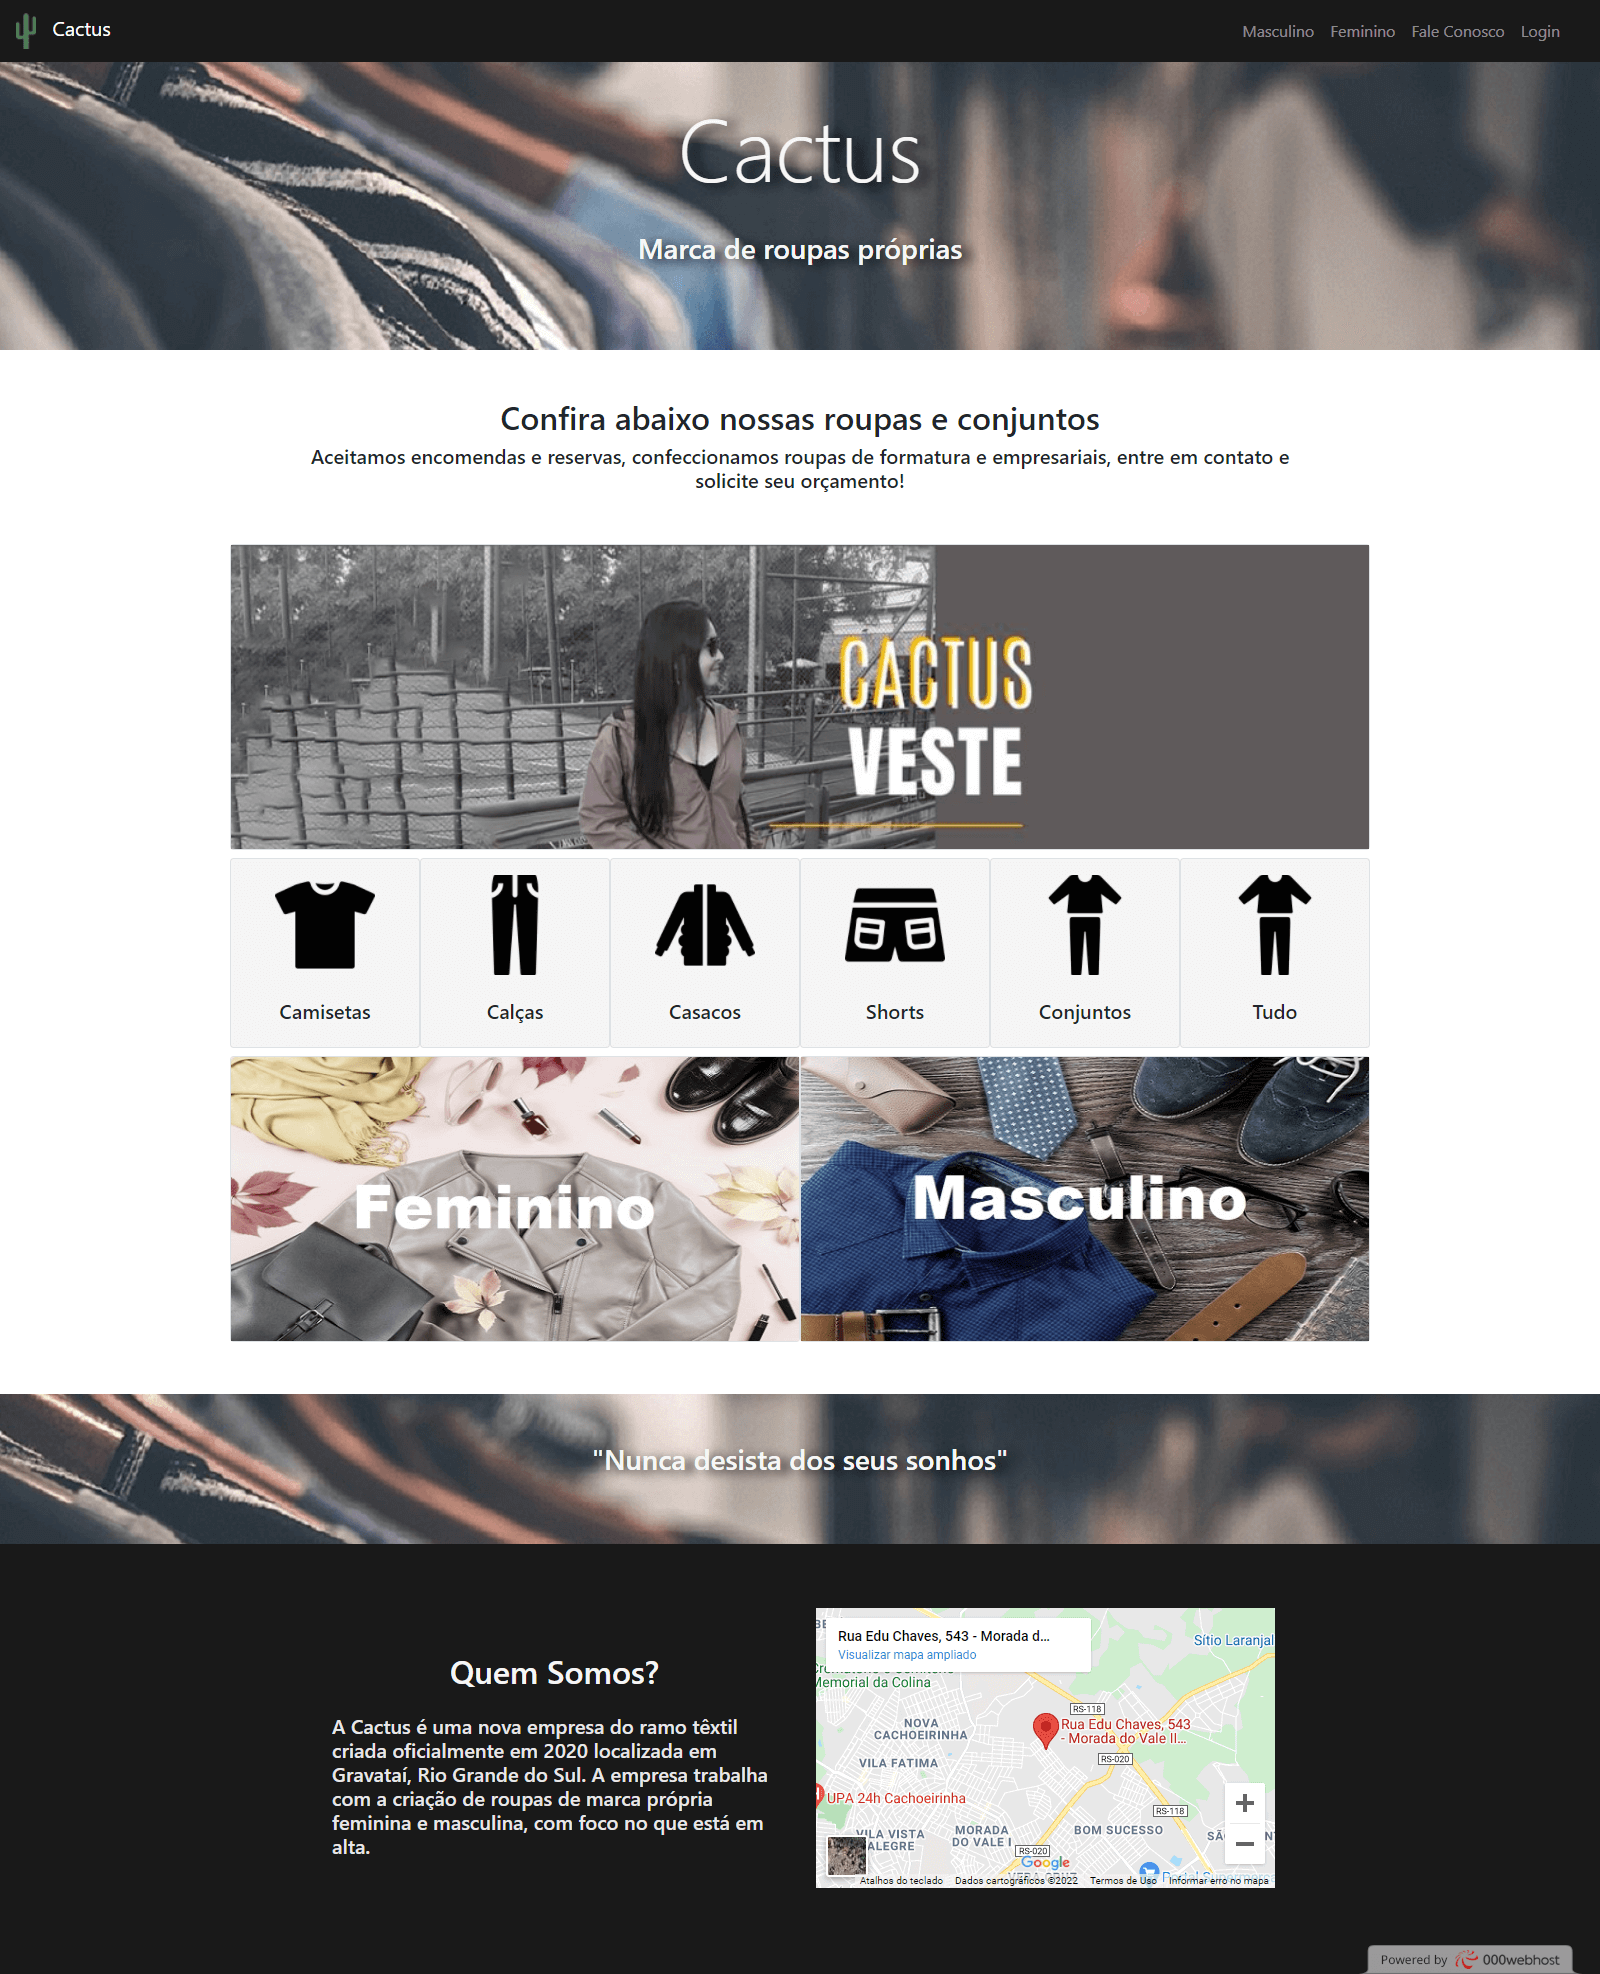 Cactus
Masculino Feminino Fale Conosco Login
Cactus
Marca de roupas próprias
Confira abaixo nossas roupas e conjuntos
Aceitamos encomendas e reservas, confeccionamos roupas de formatura e empresariais, entre em contato e
solicite seu orçamento!
CACTUS
VESTE
Camisetas
Calças
Casacos
Shorts
Conjuntos
Tudo
Feminino
Masculino
"Nunca desista dos seus sonhos"
Quem Somos?
A Cactus é uma nova empresa do ramo têxtil
criada oficialmente em 2020 localizada em
Gravataí, Rio Grande do Sul. A empresa trabalha
com a criação de roupas de marca própria
feminina e masculina, com foco no que está em
alta.
Rua Edu Chaves, 543 - Morada d...
Visualizar mapa ampliado
Sítio Laranjal
Memorial da Colina
RS-118
NOVA
CACHOEIRINHA
Rua Edu Chaves, 543
- Morada do Vale II...
RS-020
VILA FATIMA
UPA 24h Cachoeirinha
RS-118
VILA VISTA
ALEGRE
MORADA
DO VALE I
BOM SUCESSO
RS-020
Google
Atalhos do teclado Dados cartográficos ©2022 Termos de Uso Informar erro no mapa
Powered by 000webhost